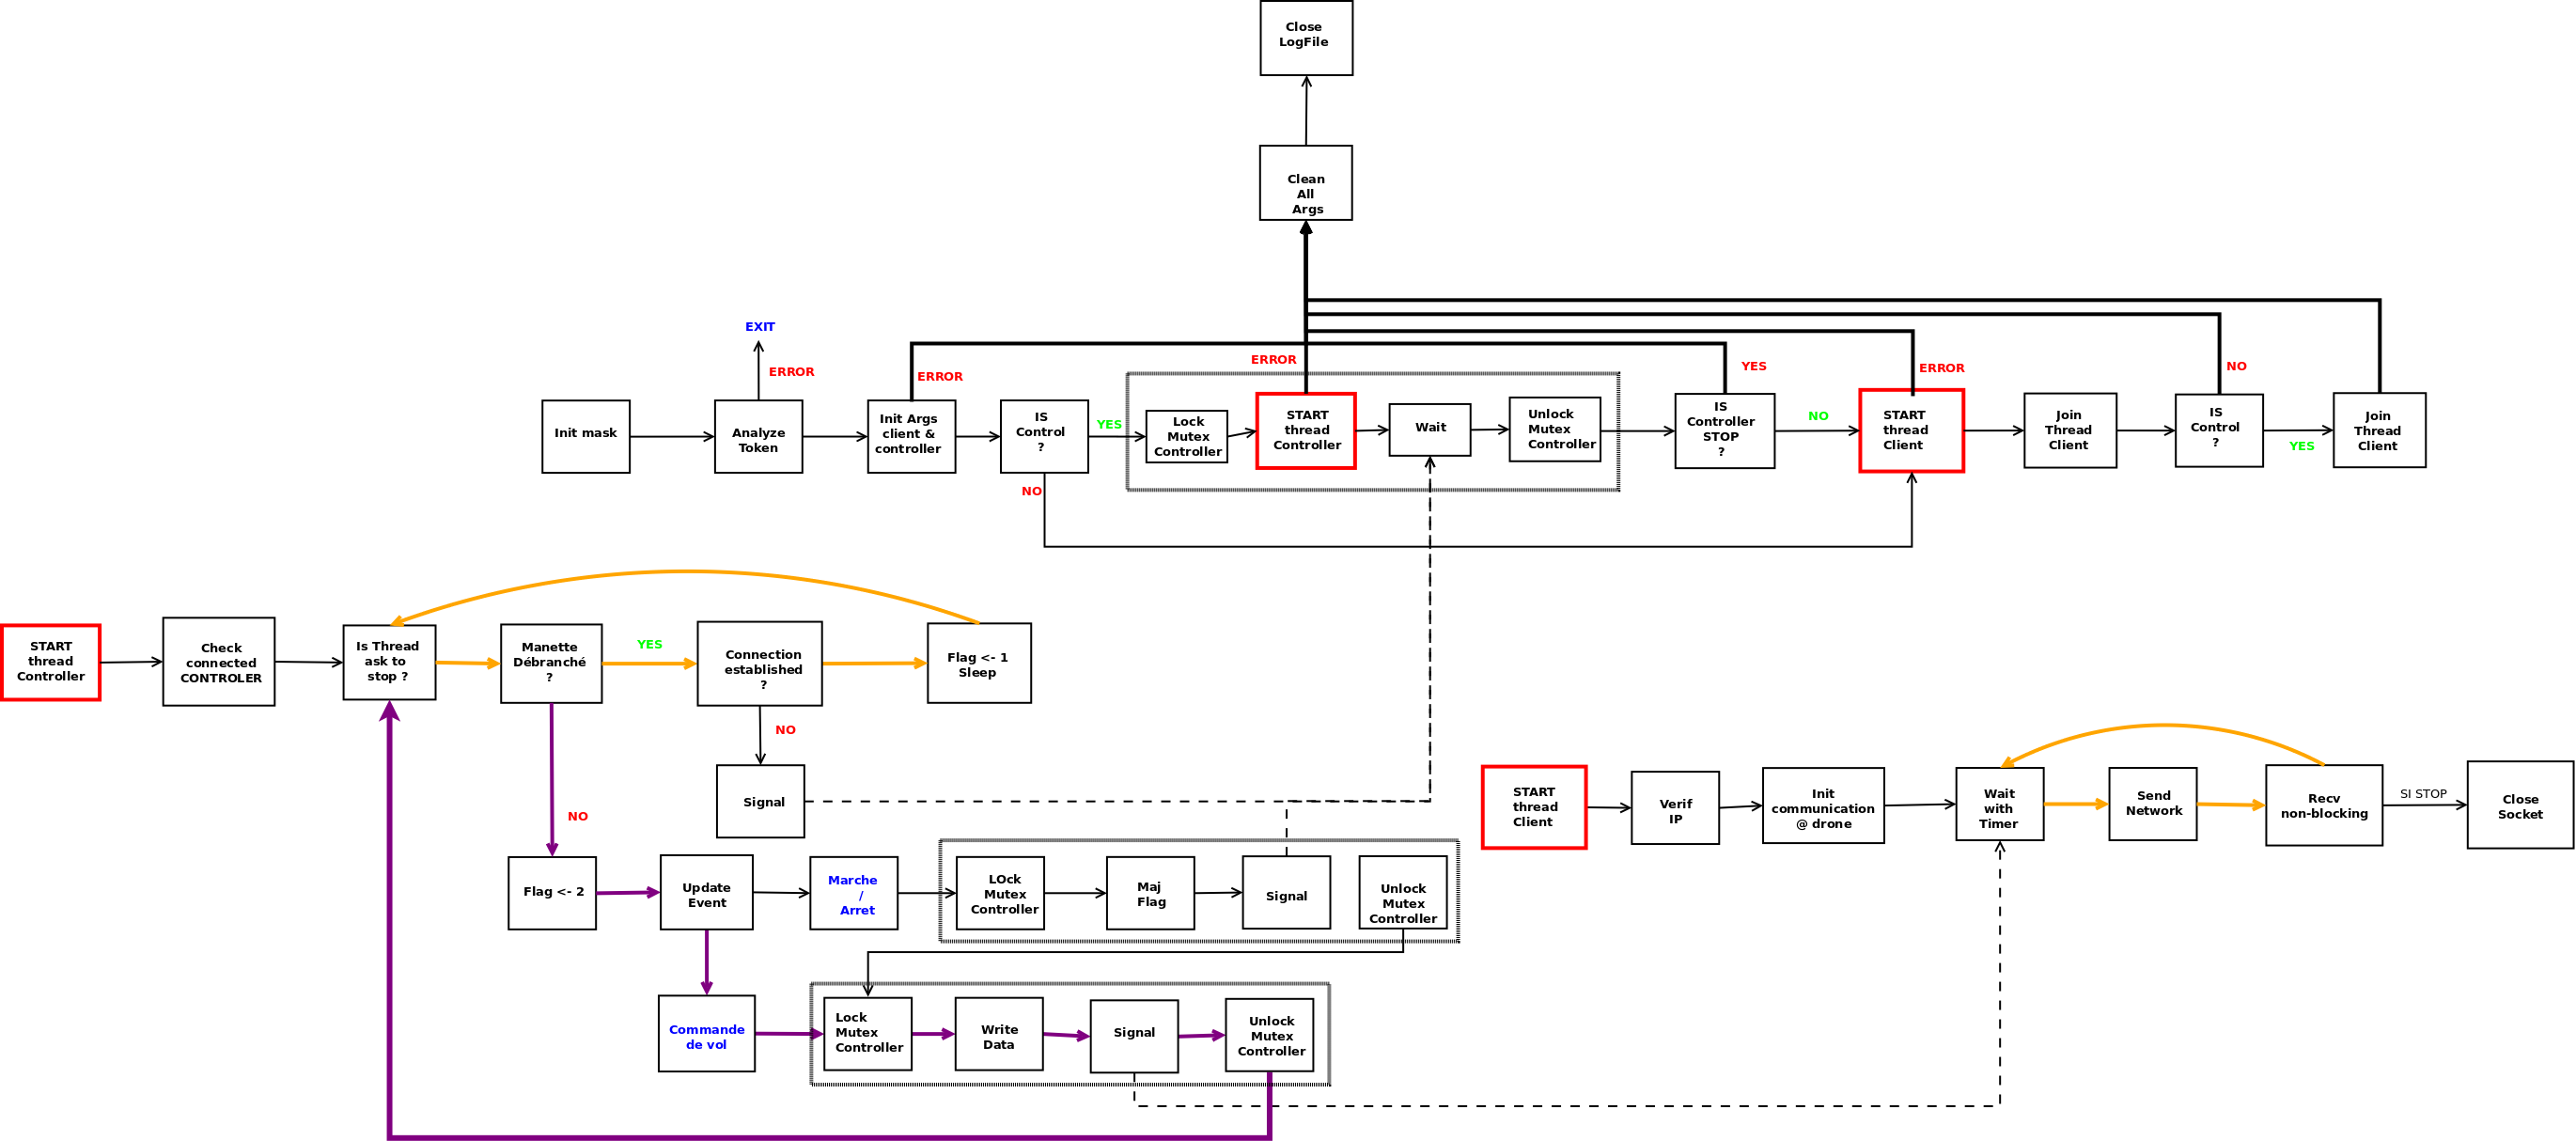 Close
LogFile
Clean
All
Args
EXIT
ERROR
ERROR
ERROR
YES
ERROR
NO
Init mask
Analyze
Token
Init Args
client &
controller
IS
Control
?
YES
NO
Lock
Mutex
Controller
START
thread
Controller
Wait
Unlock
Mutex
Controller
IS
Controller
STOP
?
NO
START
thread
Client
Join
Thread
Client
IS
Control
?
YES
Join
Thread
Client
START
thread
Controller
Check
connected
CONTROLER
Is Thread
ask to
stop ?
Manette
Débranché
?
YES
Connection
established
?
Flag <- 1
Sleep
NO
Signal
NO
Flag <- 2
Update
Event
Marche
/
Arret
LOck
Mutex
Controller
Maj
Flag
Signal
Unlock
Mutex
Controller
Commande
de vol
Lock
Mutex
Controller
Write
Data
Signal
Unlock
Mutex
Controller
START
thread
Client
Verif
IP
Init
communication
@ drone
Wait
with
Timer
Send
Network
Recv
non-blocking
SI STOP
Close
Socket